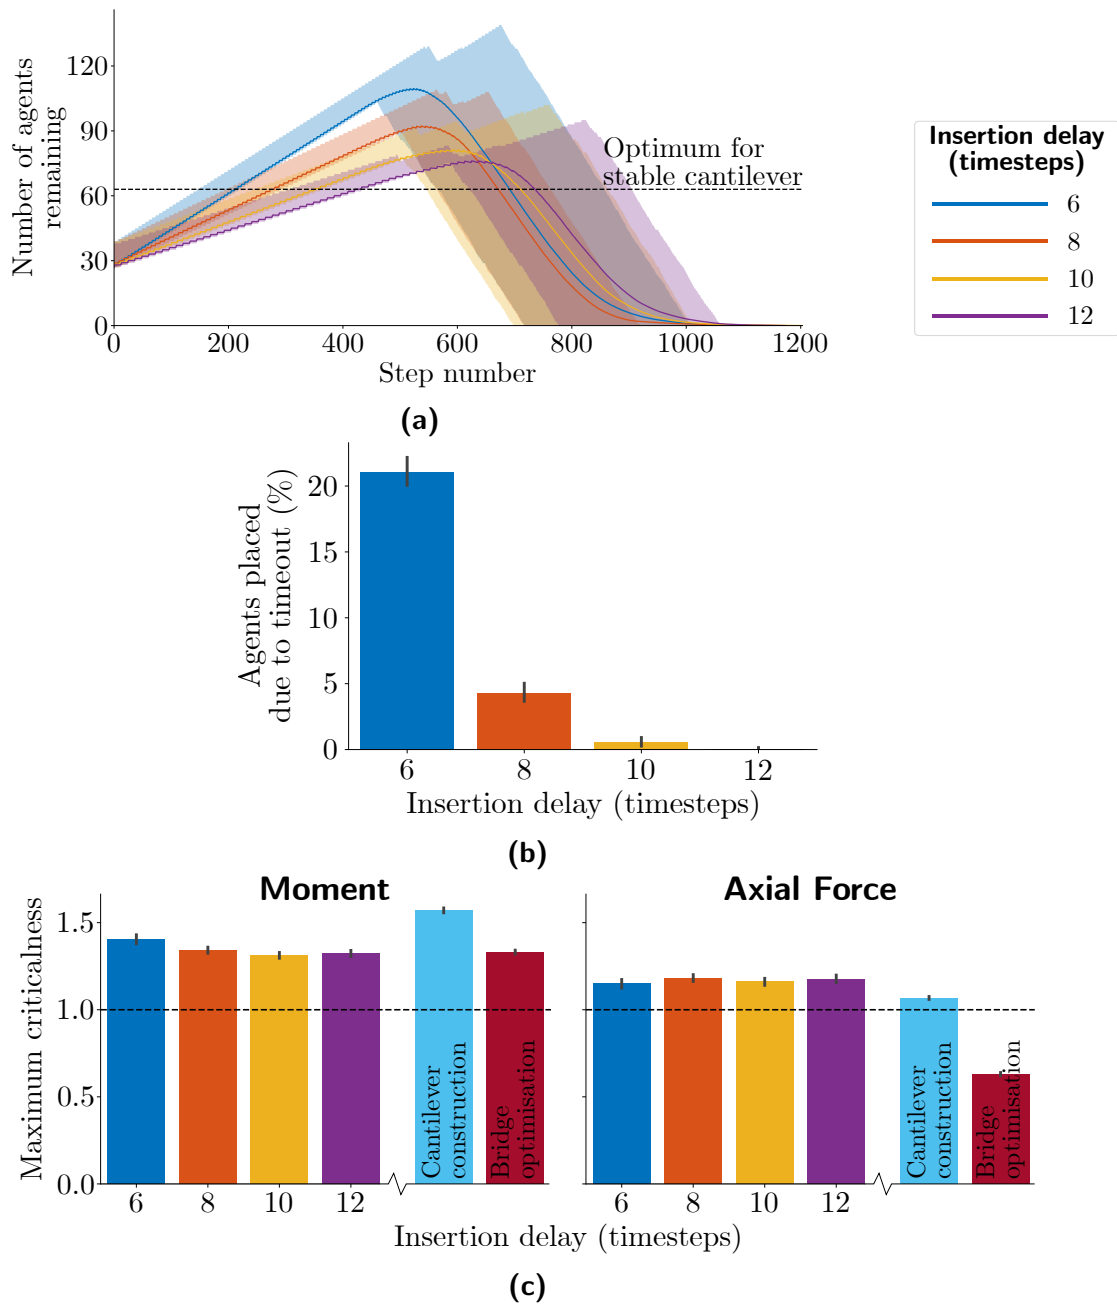 Number of agents
remaining
120
90
60
30
0
Optimum for
stable cantilever
0
200
400
600
800
1000
1200
Step number
Insertion delay
(timesteps)
6
8
10
12
(a)
Agents placed
due to timeout (%)
20
15
10
5
0
6
8
10
12
Insertion delay (timesteps)
(b)
Moment
Axial Force
Maximum criticalness
1.5
1.0
0.5
0.0
Cantilever
construction
Bridge
optimisation
Cantilever
construction
Bridge
optimisation
6
8
10
12
6
8
10
12
Insertion delay (timesteps)
(c)